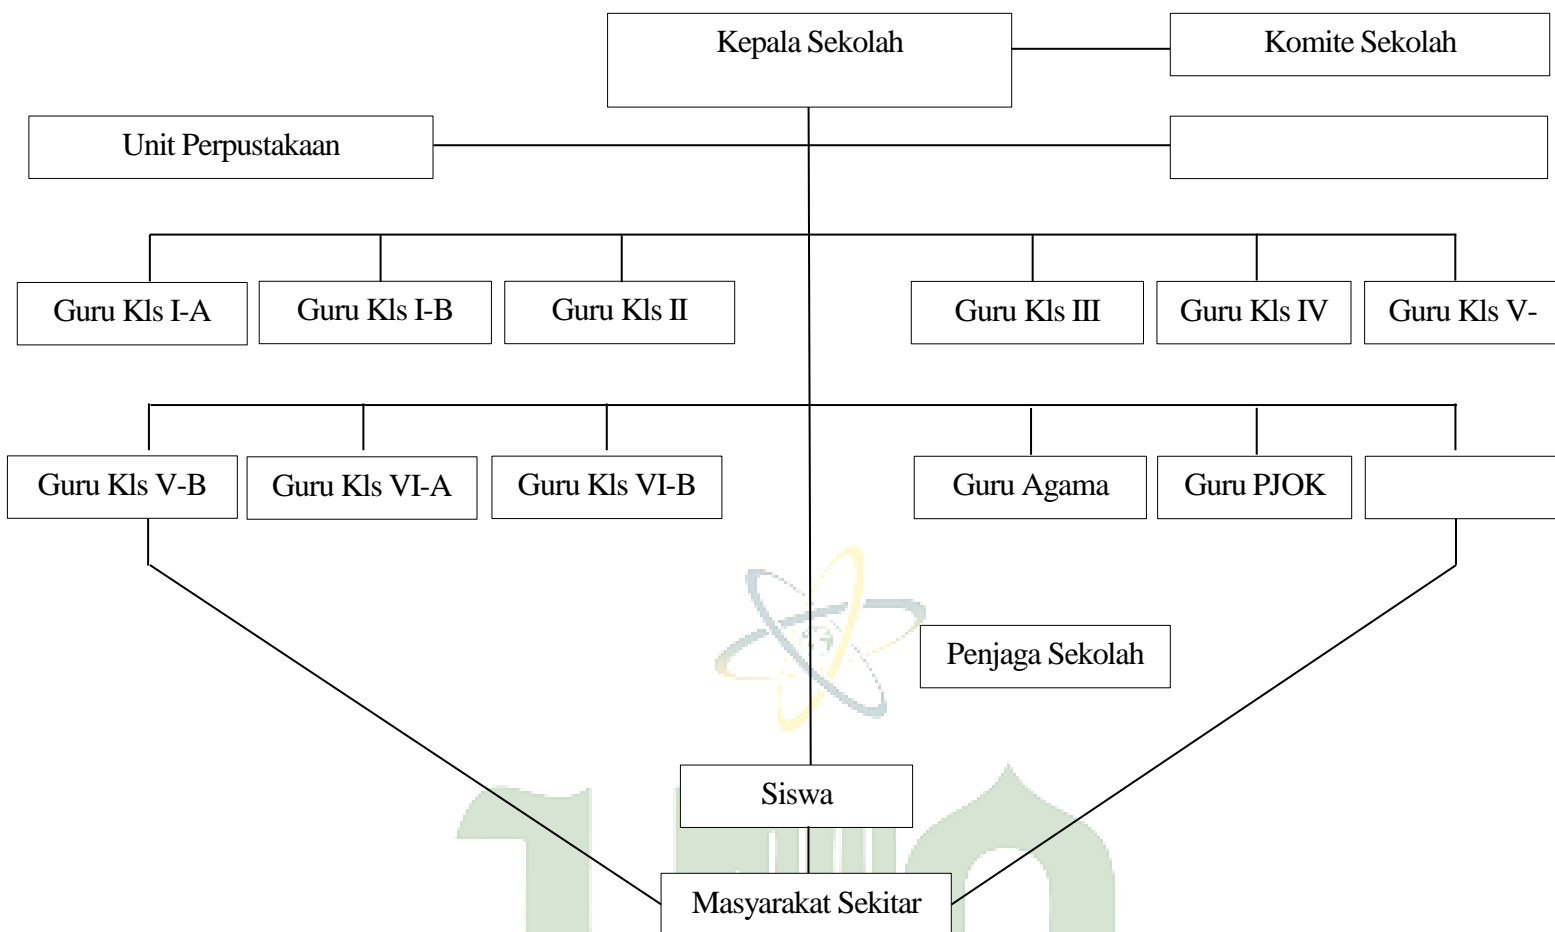 Kepala Sekolah
Komite Sekolah
Unit Perpustakaan
Guru Kls I-A
Guru Kls I-B
Guru Kls II
Guru Kls III
Guru Kls IV
Guru Kls V-
Guru Kls V-B
Guru Kls VI-A
Guru Kls VI-B
Guru Agama
Guru PJOK
Penjaga Sekolah
Siswa
Masyarakat Sekitar